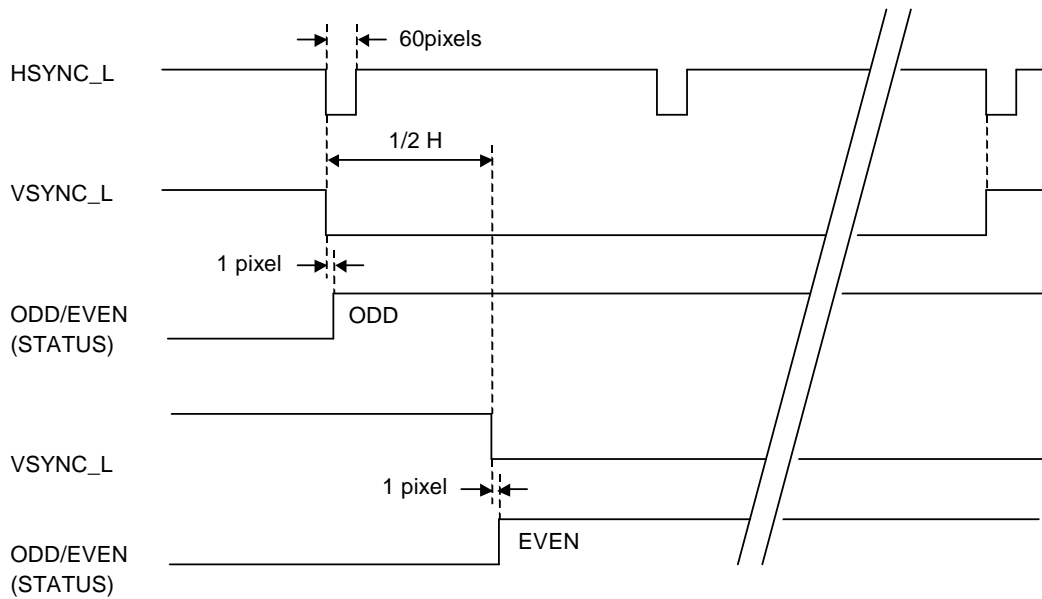 60pixels
HSYNC_L
1/2 H
VSYNC_L
1 pixel
ODD/EVEN
(STATUS)
ODD
VSYNC_L
1 pixel
ODD/EVEN
(STATUS)
EVEN